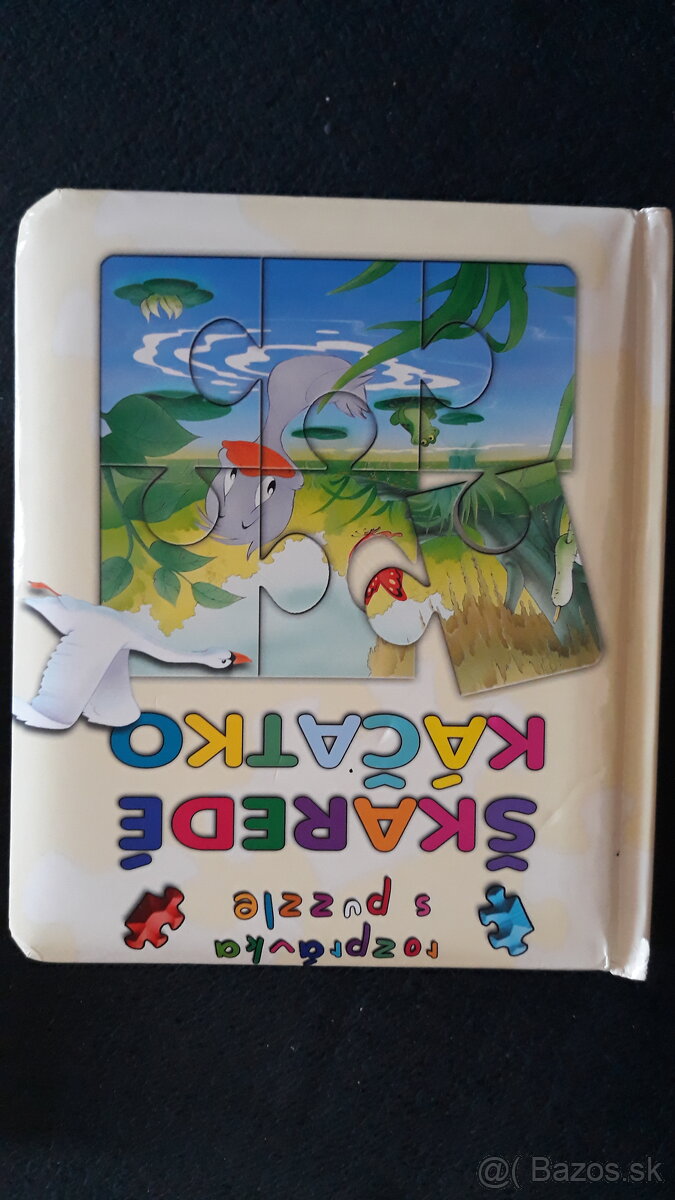 rozprávka
s puzzle
ŠKAREDÉ
KÁČATKO
@( Bazos.sk